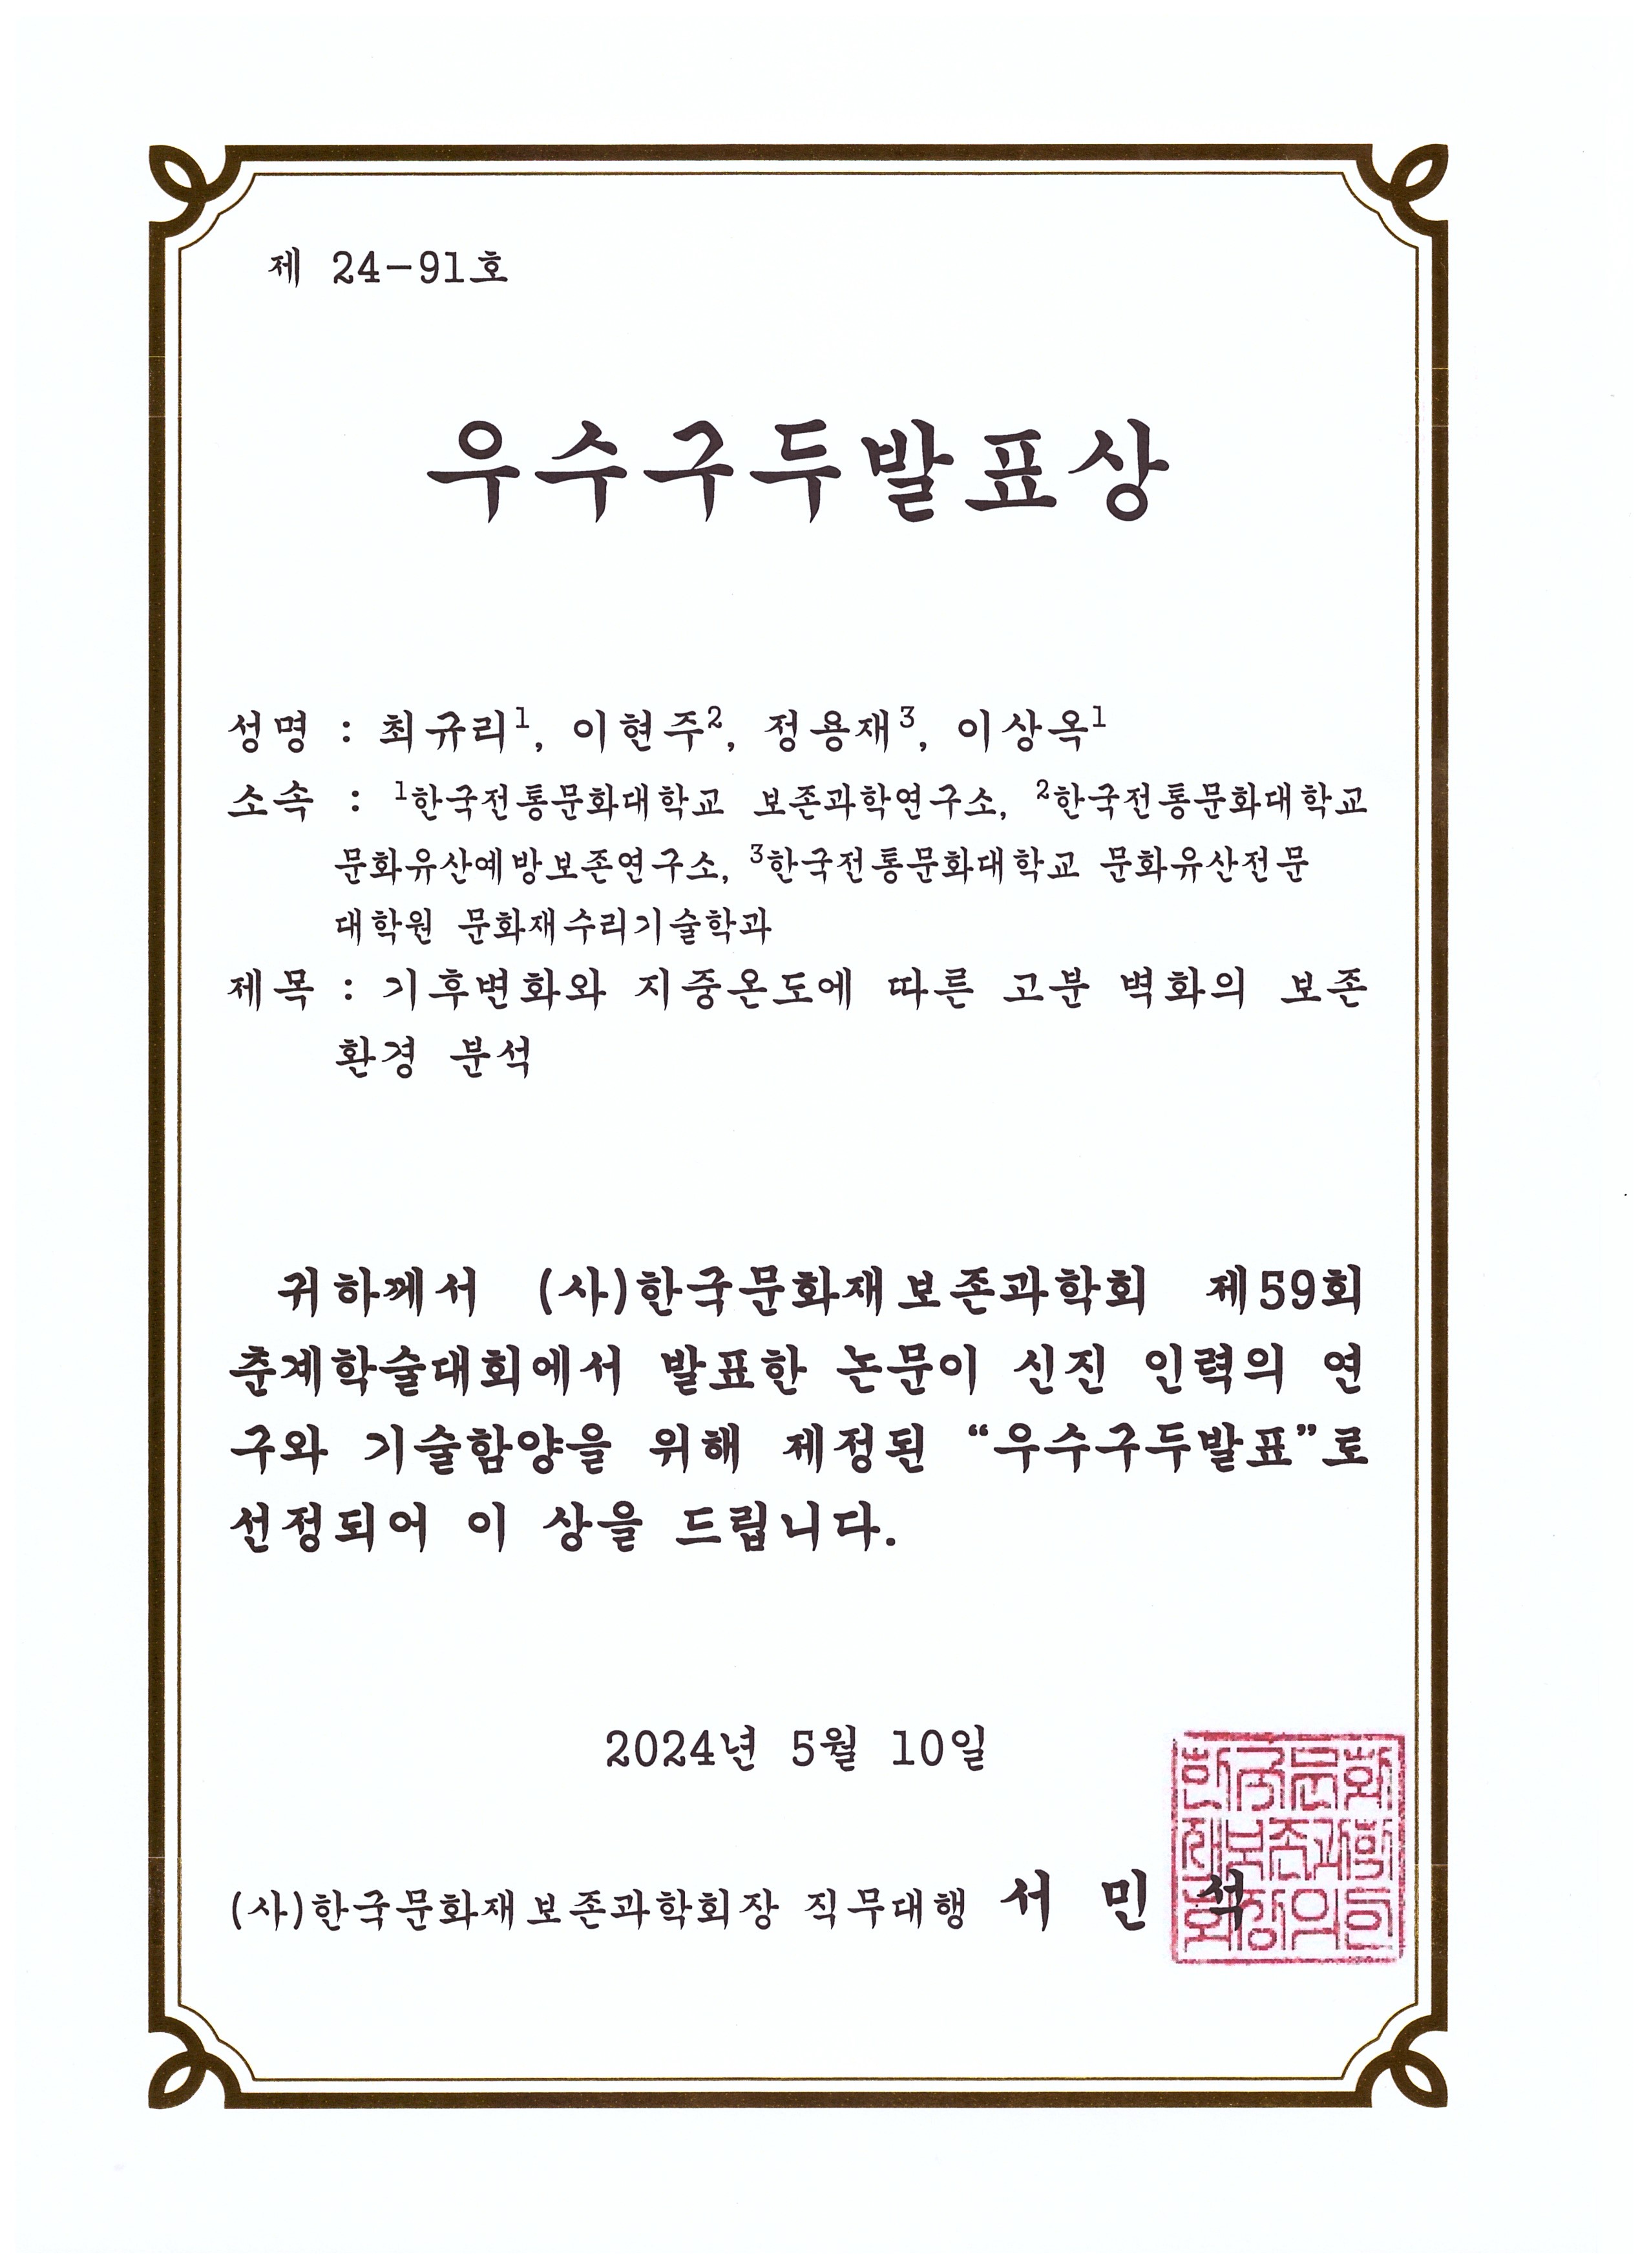 제 24-91호
우수구두발표상
성명 : 최규리¹, 이현주², 정용재³, 이상옥¹
소속 : ¹한국전통문화대학교 보존과학연구소, ²한국전통문화대학교
문화유산예방보존연구소, ³한국전통문화대학교 문화유산전문
대학원 문화재수리기술학과
제목 : 기후변화와 지중온도에 따른 고분 벽화의 보존
환경 분석
귀하께서 (사)한국문화재보존과학회 제59회
춘계학술대회에서 발표한 논문이 신진 인력의 연
구와 기술함양을 위해 제정된 “우수구두발표”로
선정되어 이 상을 드립니다.
2024년 5월 10일
(사)한국문화재보존과학회장 직무대행 서 민 석
한국문화
재보존과학
회장의인